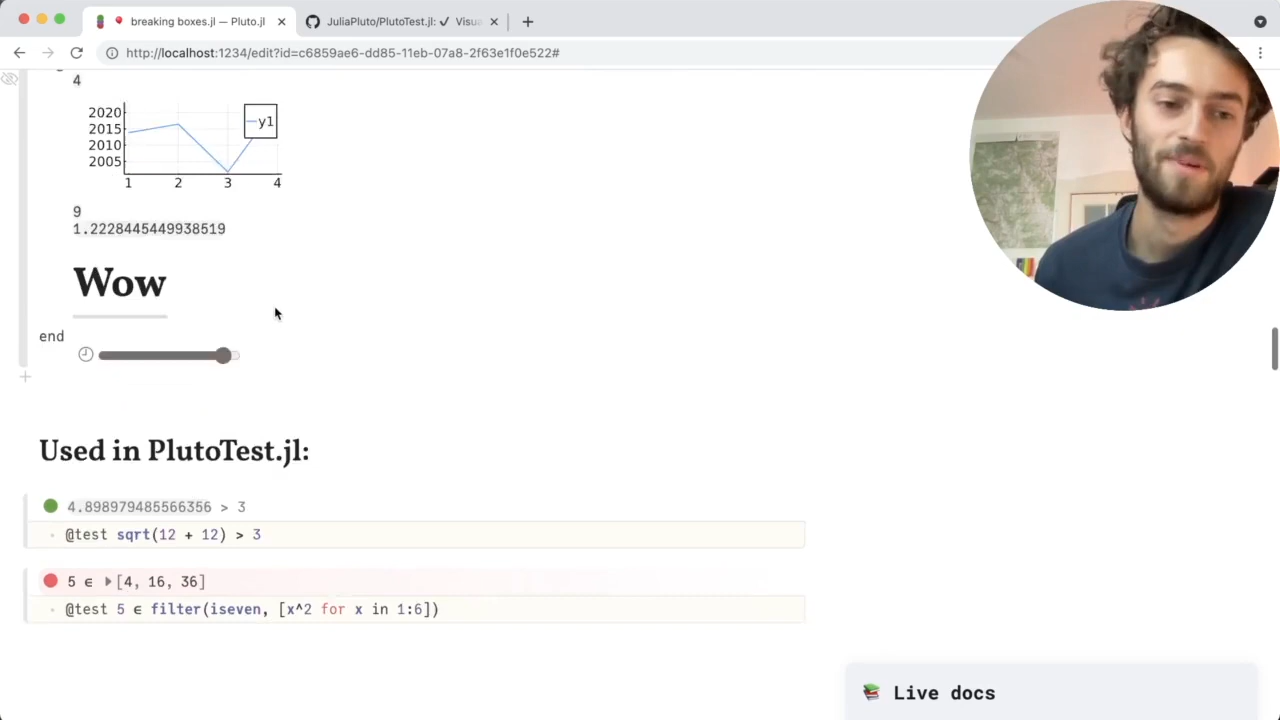 breaking boxes.jl — Pluto.jl
JuliaPluto/PlutoTest.jl: ✔ Visua
http://localhost:1234/edit?id=c6859ae6-dd85-11eb-07a8-2f63e1f0e522#
4
2020
2015
2010
2005
y1
1 2 3 4
9
1.2228445449938519
Wow
end
Used in PlutoTest.jl:
4.898979485566356 > 3
@test sqrt(12 + 12) > 3
5 ∈ [4, 16, 36]
@test 5 ∈ filter(iseven, [x^2 for x in 1:6])
Live docs